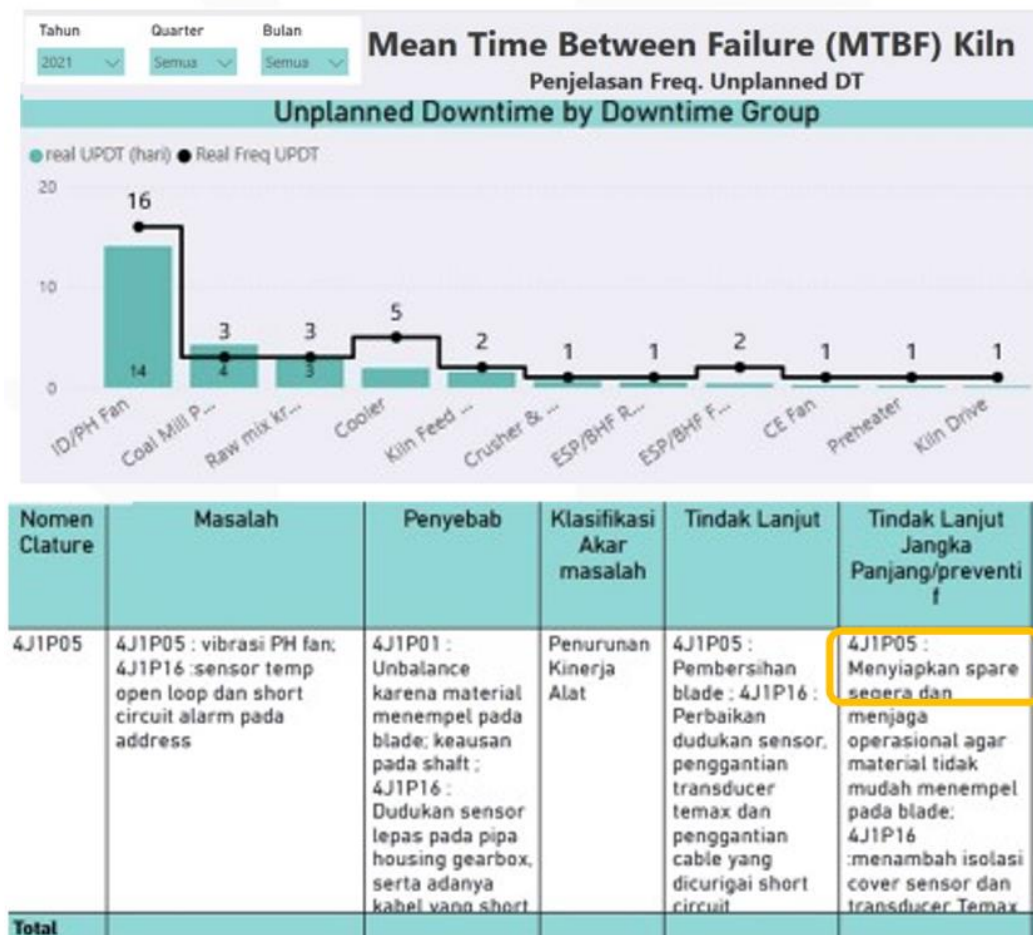 Tahun Quarter Bulan
2021 Semua Semua
Mean Time Between Failure (MTBF) Kiln
Penjelasan Freq. Unplanned DT
Unplanned Downtime by Downtime Group
real UPDT (hari) Real Freq UPDT
20
10
0
16 3 3 5 2 1 1 2 1 1 1
14 4 3
ID/PH Fan
Coal Mill P...
Raw mix kr...
Cooler
Kiln Feed ...
Crusher & ...
ESP/BHF R...
ESP/BHF F...
CE Fan
Preheater
Kiln Drive
Nomen
Clature
Masalah
Penyebab
Klasifikasi
Akar
masalah
Tindak Lanjut
Tindak Lanjut
Jangka
Panjang/preventi
f
4J1P05
4J1P05 : vibrasi PH fan;
4J1P16 :sensor temp
open loop dan short
circuit alarm pada
address
4J1P01 :
Unbalance
karena material
menempel pada
blade; keausan
pada shaft ;
4J1P16 :
Dudukan sensor
lepas pada pipa
housing gearbox,
serta adanya
kabel yang short
Penurunan
Kinerja
Alat
4J1P05 :
Pembersihan
blade ; 4J1P16 :
Perbaikan
dudukan sensor,
penggantian
transducer
temax dan
penggantian
cable yang
dicurigai short
circuit
4J1P05 :
Menyiapkan spare
segera dan
menjaga
operasional agar
material tidak
mudah menempel
pada blade;
4J1P16
:menambah isolasi
cover sensor dan
transducer Temax
Total